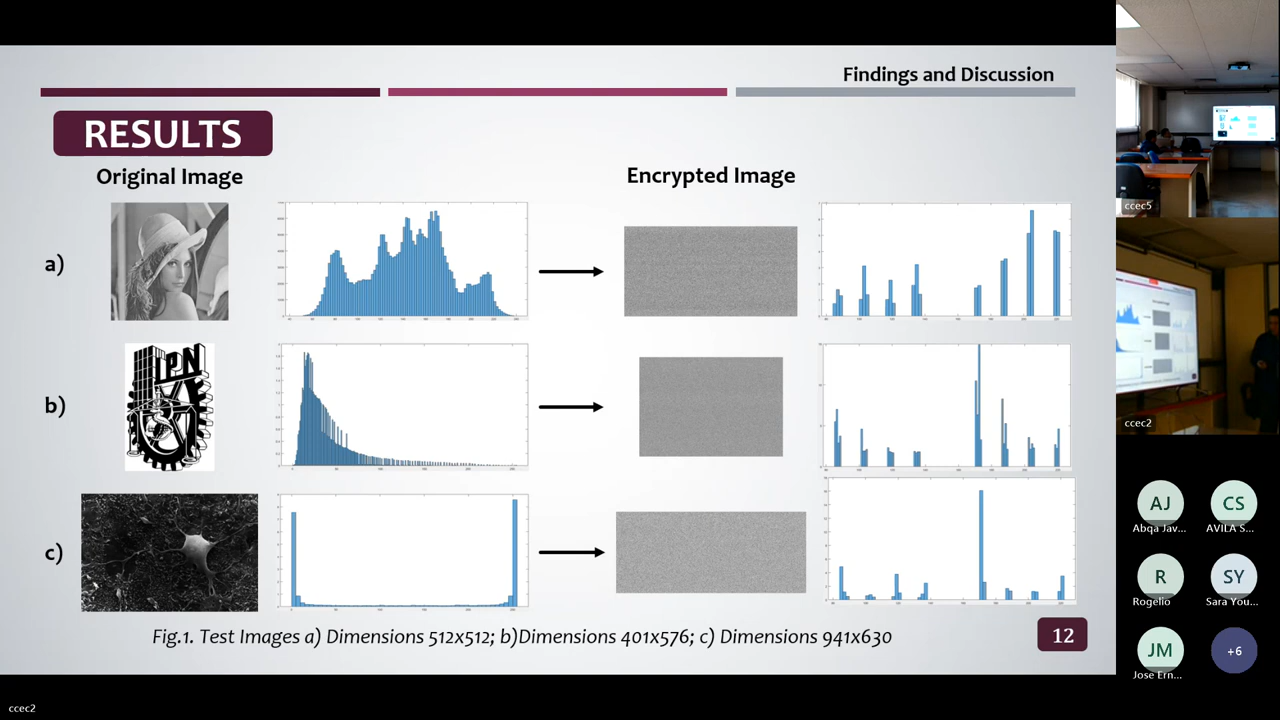 Findings and Discussion
RESULTS
Original Image
Encrypted Image
a)
b)
IPN
c)
Fig.1. Test Images a) Dimensions 512x512; b)Dimensions 401x576; c) Dimensions 941x630
12
ccec5
ccec2
AJ
CS
Abqa Jav...
AVILA S...
R
SY
Rogelio
Sara You...
JM
+6
Jose Ern...
ccec2